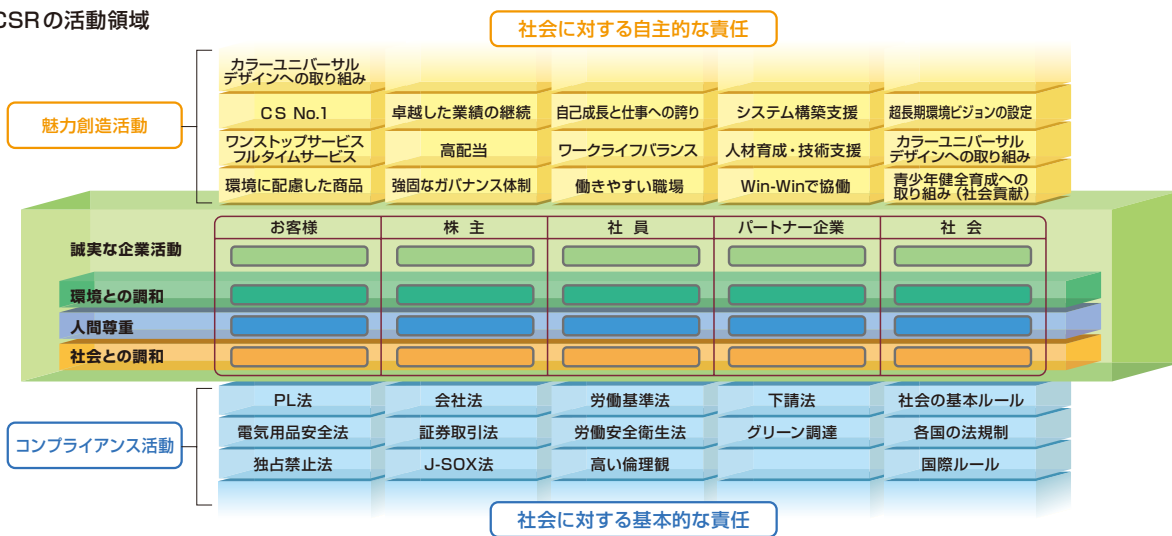 CSRの活動領域
社会に対する自主的な責任
魅力創造活動
カラーユニバーサル
デザインへの取り組み
CS No.1
卓越した業績の継続
自己成長と仕事への誇り
システム構築支援
超長期環境ビジョンの設定
ワンストップサービス
フルタイムサービス
高配当
ワークライフバランス
人材育成・技術支援
カラーユニバーサル
デザインへの取り組み
環境に配慮した商品
強固なガバナンス体制
働きやすい職場
Win-Winで協働
青少年健全育成への
取り組み(社会貢献)
お客様
株 主
社 員
パートナー企業
社 会
誠実な企業活動
環境との調和
人間尊重
社会との調和
コンプライアンス活動
PL法
会社法
労働基準法
下請法
社会の基本ルール
電気用品安全法
証券取引法
労働安全衛生法
グリーン調達
各国の法規制
独占禁止法
J-SOX法
高い倫理観
国際ルール
社会に対する基本的な責任